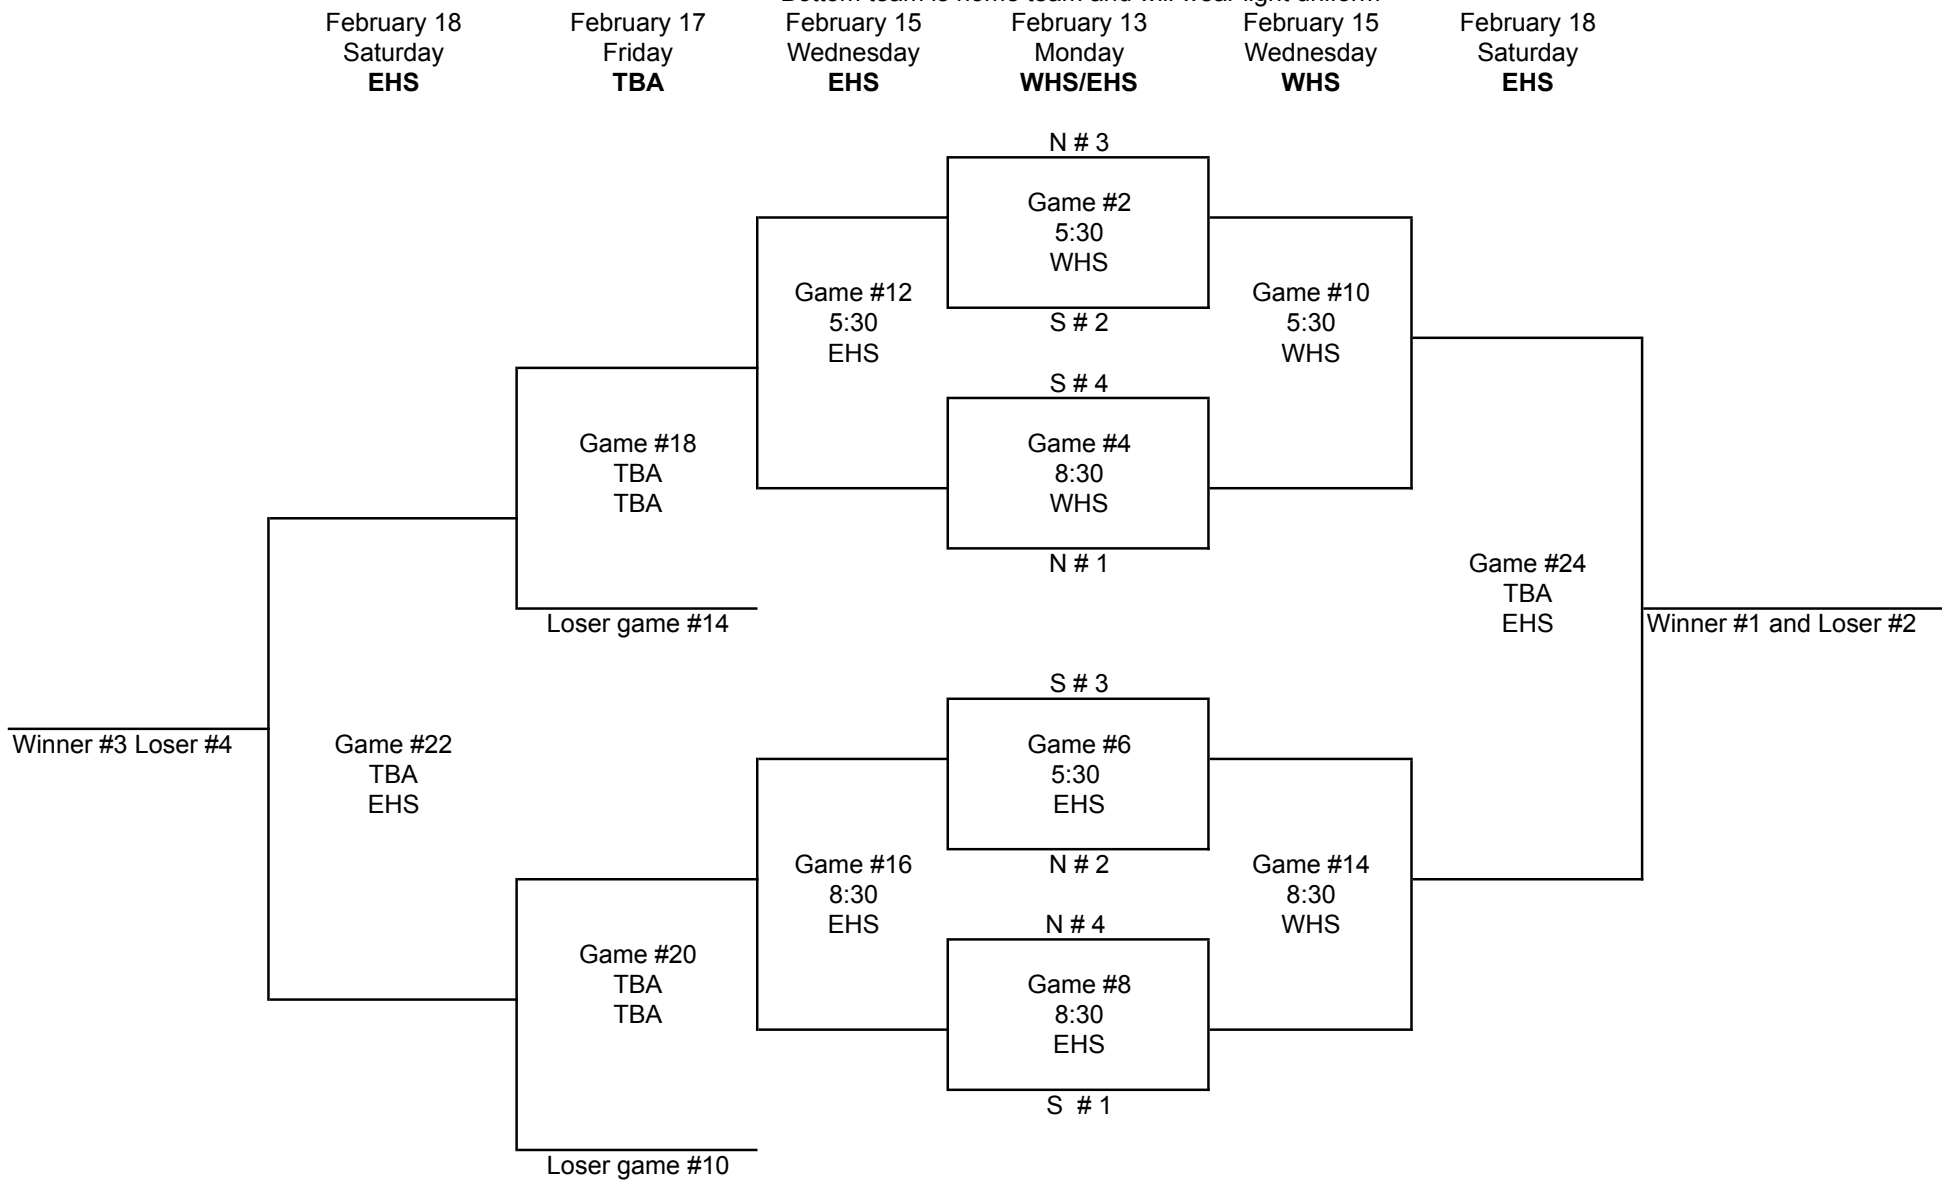 February 18
Saturday
EHS
February 17
Friday
TBA
February 15
Wednesday
EHS
February 13
Monday
WHS/EHS
February 15
Wednesday
WHS
February 18
Saturday
EHS
N # 3
Game #2
5:30
WHS
S # 2
Game #12
5:30
EHS
Game #10
5:30
WHS
S # 4
Game #4
8:30
WHS
N # 1
Game #18
TBA
TBA
Loser game #14
Game #24
TBA
EHS
Winner #1 and Loser #2
S # 3
Game #6
5:30
EHS
N # 2
Winner #3 Loser #4
Game #22
TBA
EHS
Game #16
8:30
EHS
Game #14
8:30
WHS
N # 4
Game #8
8:30
EHS
S # 1
Game #20
TBA
TBA
Loser game #10